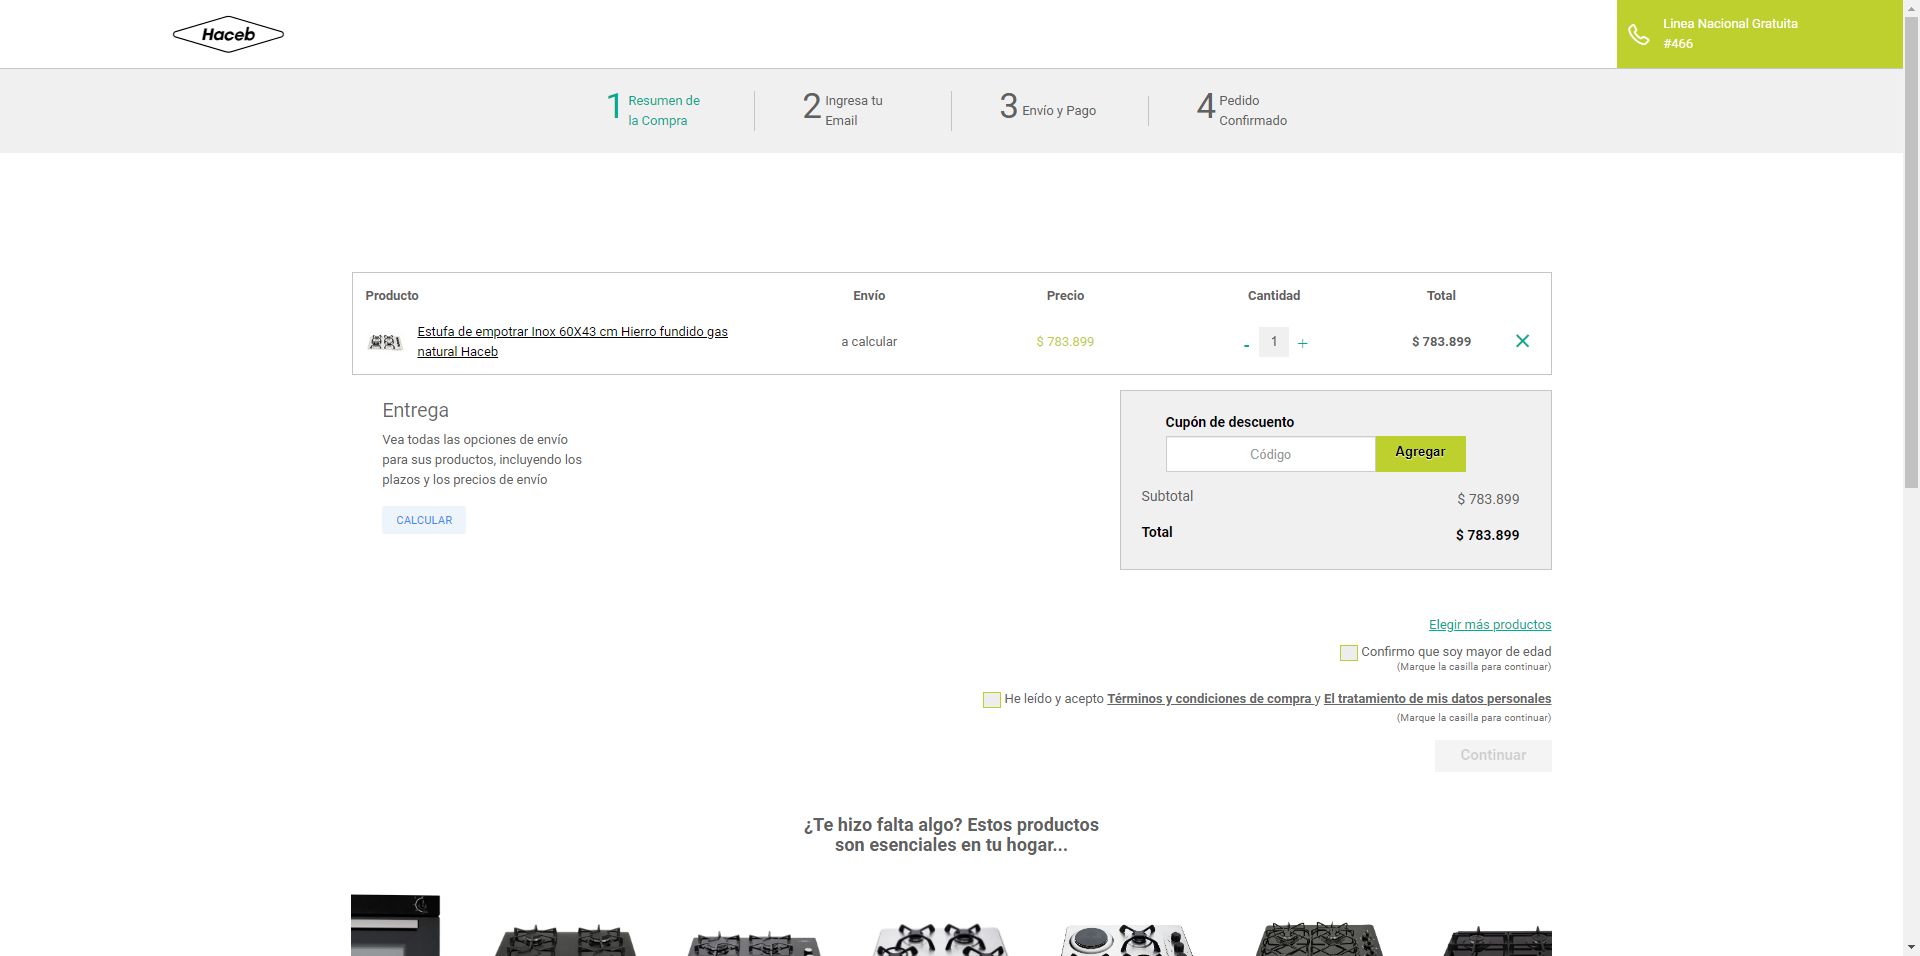 Haceb
Linea Nacional Gratuita
#466
1 Resumen de
la Compra
2 Ingresa tu
Email
3 Envío y Pago
4 Pedido
Confirmado
Producto Envío Precio Cantidad Total
Estufa de empotrar Inox 60X43 cm Hierro fundido gas
natural Haceb
a calcular $ 783.899 - 1 + $ 783.899
Entrega
Vea todas las opciones de envío
para sus productos, incluyendo los
plazos y los precios de envío
CALCULAR
Cupón de descuento
Código Agregar
Subtotal $ 783.899
Total $ 783.899
Elegir más productos
Confirmo que soy mayor de edad
(Marque la casilla para continuar)
He leído y acepto Términos y condiciones de compra y El tratamiento de mis datos personales
(Marque la casilla para continuar)
Continuar
¿Te hizo falta algo? Estos productos
son esenciales en tu hogar...